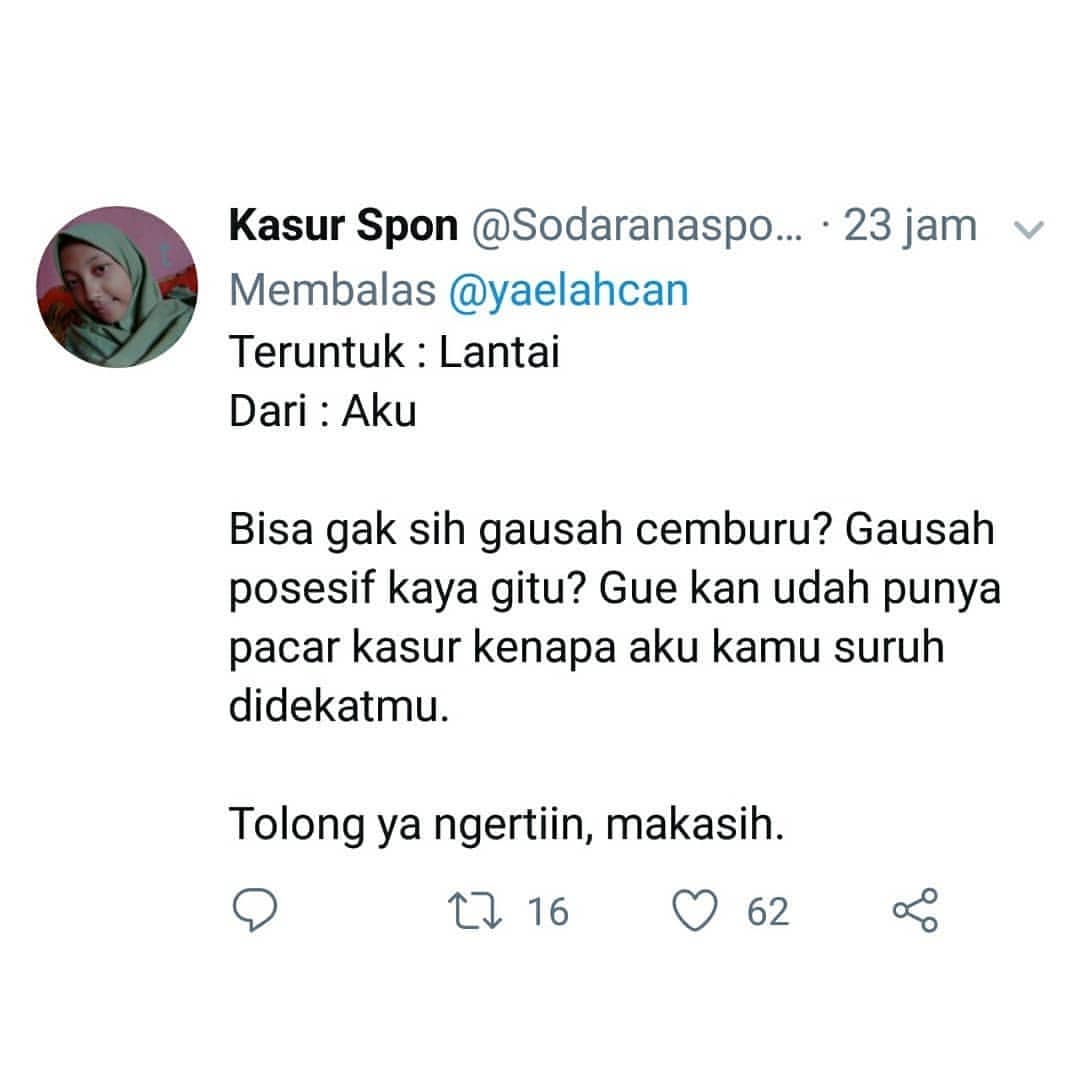 Kasur Spon @Sodaranaspo... · 23 jam
Membalas @yaelahcan
Teruntuk : Lantai
Dari : Aku
Bisa gak sih gausah cemburu? Gausah
posesif kaya gitu? Gue kan udah punya
pacar kasur kenapa aku kamu suruh
didekatmu.
Tolong ya ngertiin, makasih.
16 62